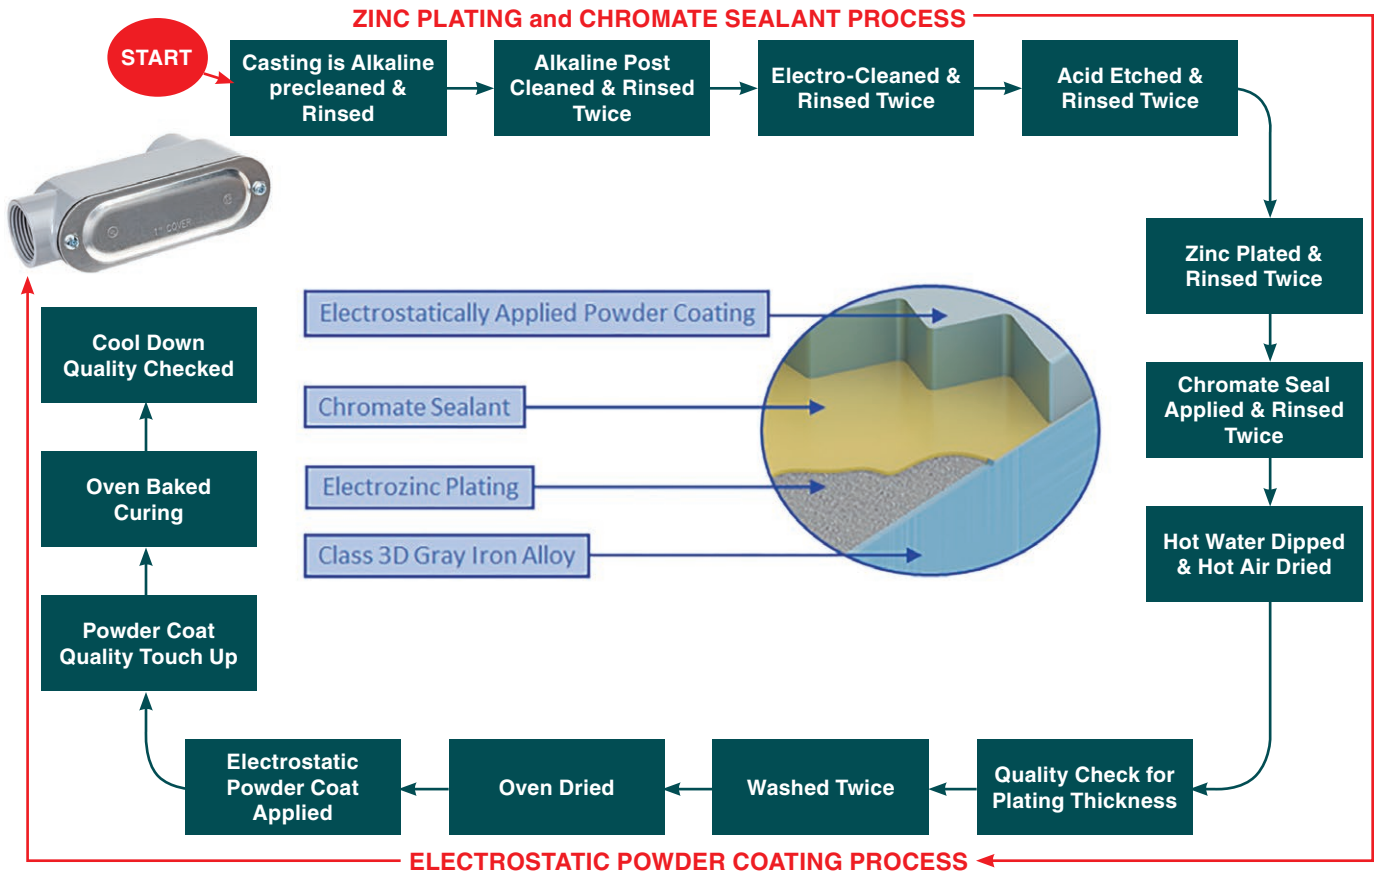 ZINC PLATING and CHROMATE SEALANT PROCESS
START
Casting is Alkaline
precleaned &
Rinsed
Alkaline Post
Cleaned & Rinsed
Twice
Electro-Cleaned &
Rinsed Twice
Acid Etched &
Rinsed Twice
Zinc Plated &
Rinsed Twice
Chromate Seal
Applied & Rinsed
Twice
Hot Water Dipped
& Hot Air Dried
Quality Check for
Plating Thickness
Washed Twice
Oven Dried
Electrostatic
Powder Coat
Applied
Powder Coat
Quality Touch Up
Oven Baked
Curing
Cool Down
Quality Checked
1" COVER
Electrostatically Applied Powder Coating
Chromate Sealant
Electrozinc Plating
Class 3D Gray Iron Alloy
ELECTROSTATIC POWDER COATING PROCESS